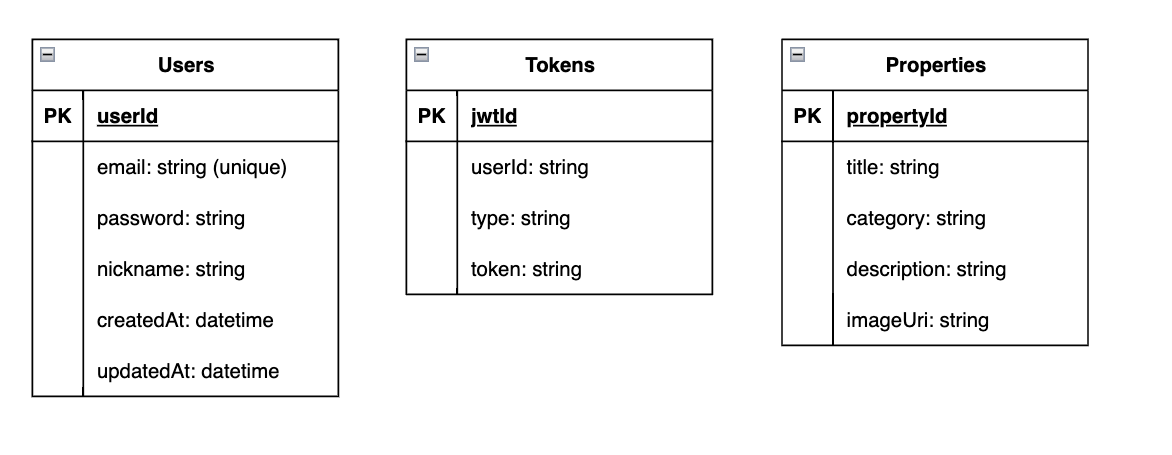 Users
PK userId
email: string (unique)
password: string
nickname: string
createdAt: datetime
updatedAt: datetime
Tokens
PK jwtId
userId: string
type: string
token: string
Properties
PK propertyId
title: string
category: string
description: string
imageUri: string